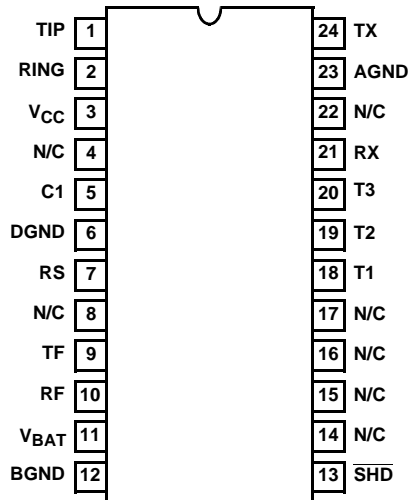 TIP 1 24 TX
RING 2 23 AGND
VCC 3 22 N/C
N/C 4 21 RX
C1 5 20 T3
DGND 6 19 T2
RS 7 18 T1
N/C 8 17 N/C
TF 9 16 N/C
RF 10 15 N/C
VBAT 11 14 N/C
BGND 12 13 SHD